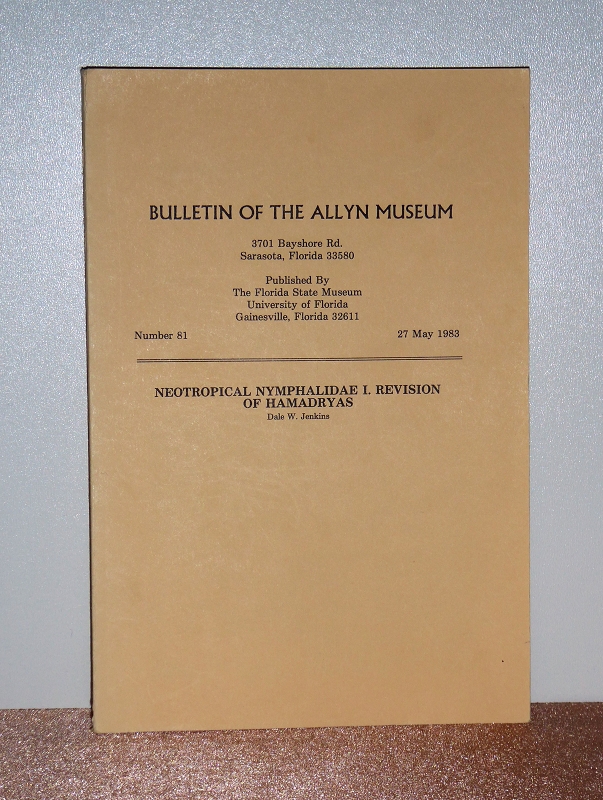 BULLETIN OF THE ALLYN MUSEUM
3701 Bayshore Rd.
Sarasota, Florida 33580
Published By
The Florida State Museum
University of Florida
Gainesville, Florida 32611
Number 81 27 May 1983
NEOTROPICAL NYMPHALIDAE I. REVISION
OF HAMADRYAS
Dale W. Jenkins